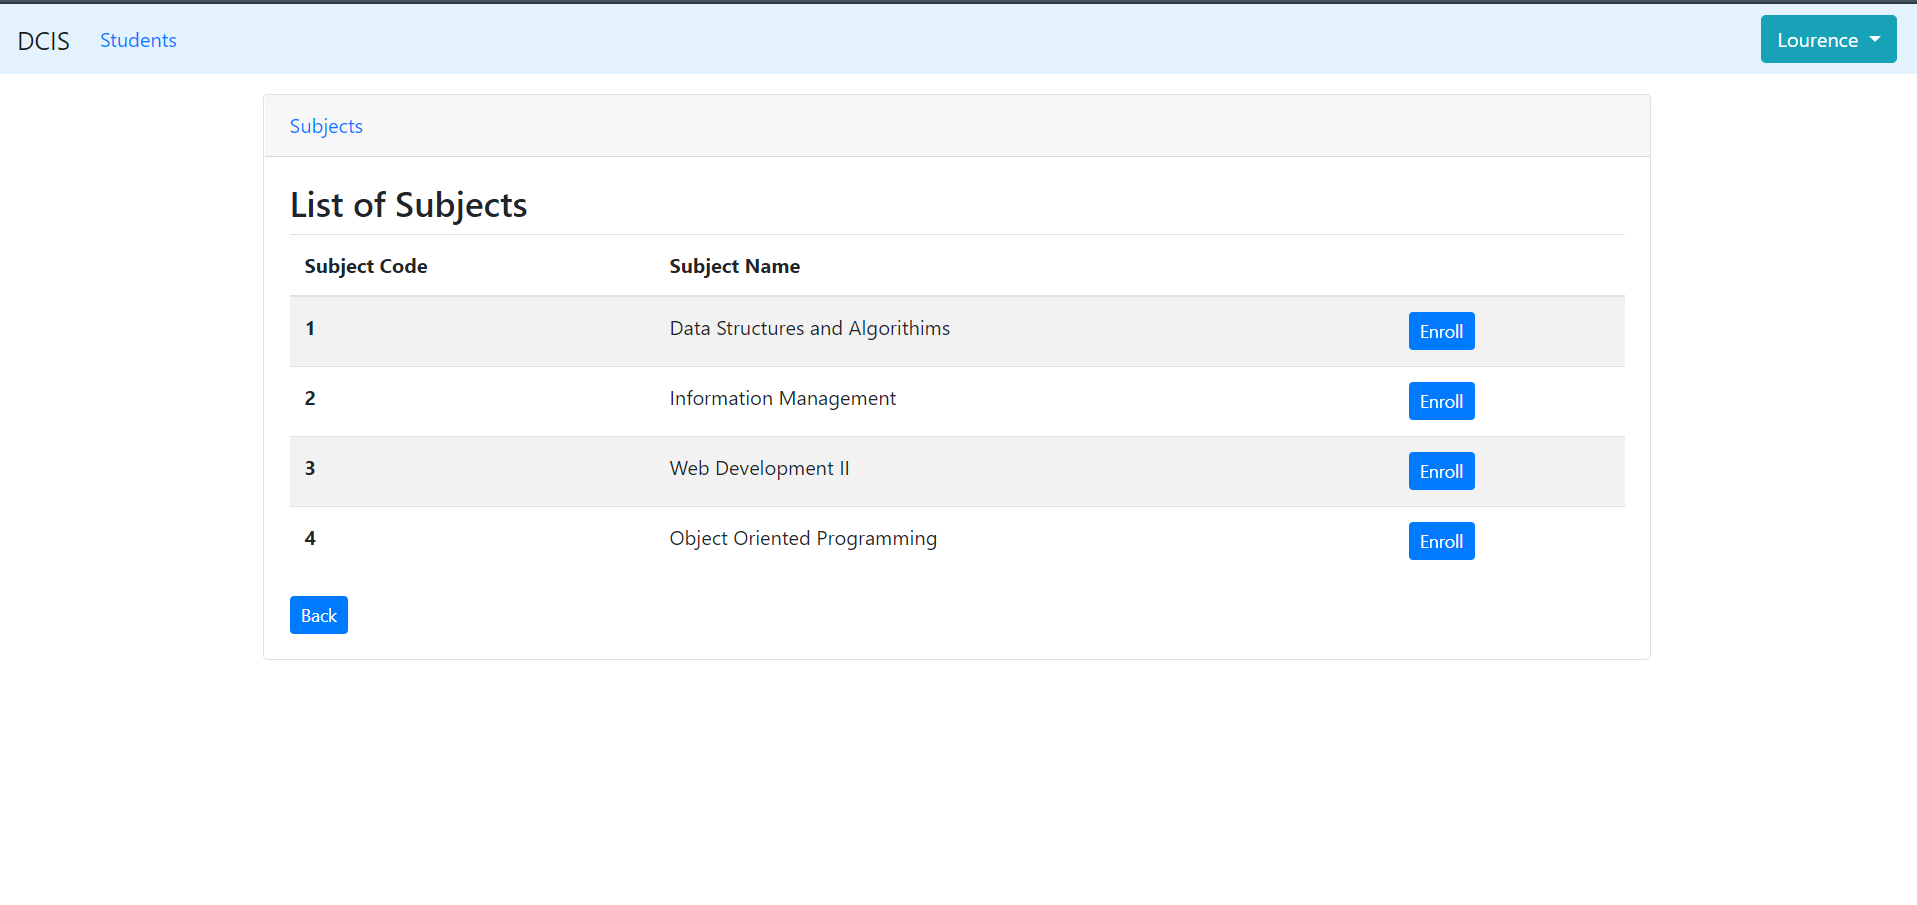 DCIS Students Lourence
Subjects
List of Subjects
Subject Code Subject Name
1 Data Structures and Algorithims Enroll
2 Information Management Enroll
3 Web Development II Enroll
4 Object Oriented Programming Enroll
Back